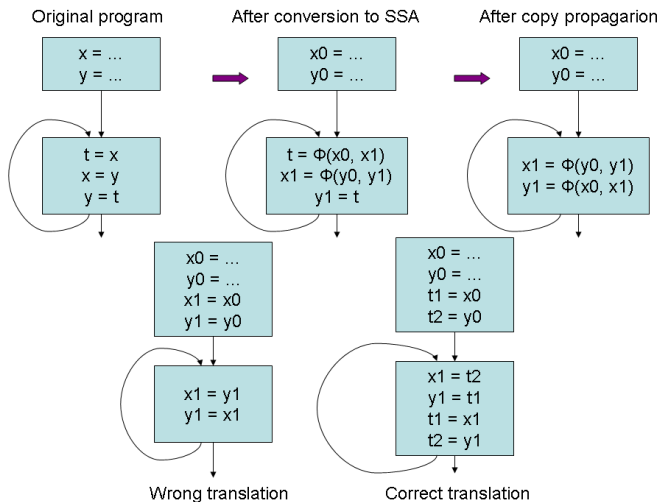 Original program
After conversion to SSA
After copy propagarion
x = ...
y = ...
x0 = ...
y0 = ...
x0 = ...
y0 = ...
t = x
x = y
y = t
t = Φ(x0, x1)
x1 = Φ(y0, y1)
y1 = t
x1 = Φ(y0, y1)
y1 = Φ(x0, x1)
x0 = ...
y0 = ...
x1 = x0
y1 = y0
x0 = ...
y0 = ...
t1 = x0
t2 = y0
x1 = y1
y1 = x1
x1 = t2
y1 = t1
t1 = x1
t2 = y1
Wrong translation
Correct translation